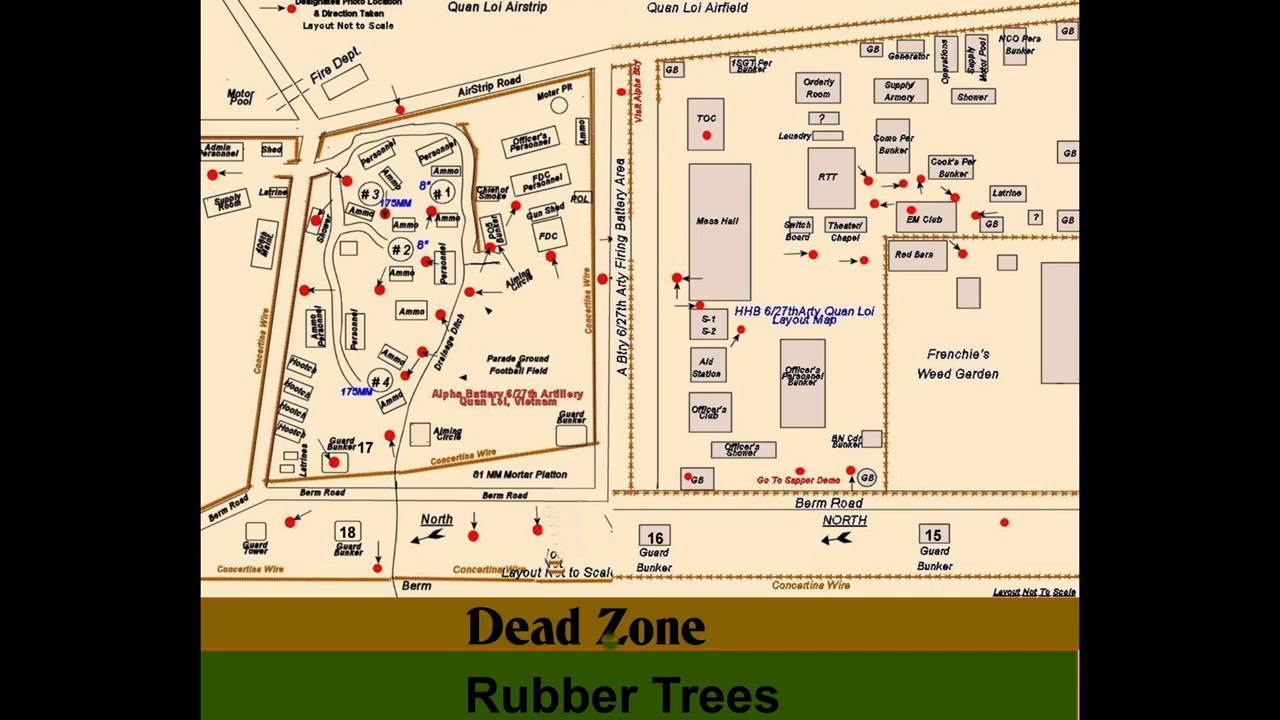 Designates Photo Location
& Direction Taken
Layout Not to Scale
Quan Loi Airstrip
Quan Loi Airfield
Fire Dept.
Motor
Pool
AirStrip Road
Motor Pit
Admin
Personnel
Shed
Supply
Room
Latrine
Shower
Personnel
Personnel
Ammo
Ammo
# 3
8"
# 1
175MM
Ammo
Ammo
Ammo
# 2
8"
Ammo
Personnel
Officer's
Personnel
Ammo
FDC
Personnel
Chief of
Smoke
POL
Gun Shed
FDC
Bunker
Aiming
Circle
Concertina Wire
Concertina Wire
Ammo
Personnel
Personnel
Ammo
Drainage Ditch
Ammo
# 4
175MM
Ammo
Hootch
Hootch
Hootch
Hootch
Latrines
Guard
Bunker
17
Parade Ground
Football Field
Alpha Battery 6/27th Artillery
Quan Loi, Vietnam
Aiming
Circle
Guard
Bunker
Concertina Wire
81 MM Mortar Platton
Berm Road
Berm Road
Berm Road
Visit Alpha Btry
A Btry 6/27th Arty Firing Battery Area
GB
1SGT Per
Bunker
GB
Generator
Operations
Supply
Motor Pool
NCO Pers
Bunker
GB
Orderly
Room
Supply/
Armory
Shower
TOC
?
Laundry
Como Per
Bunker
GB
RTT
Cook's Per
Bunker
Latrine
Mess Hall
Switch
Board
Theater/
Chapel
EM Club
GB
?
GB
Red Barn
S-1
S-2
HHB 6/27thArty, Quan Loi
Layout Map
Aid
Station
Officer's
Personnel
Bunker
Frenchie's
Weed Garden
Officer's
Club
Officer's
Shower
BN Cdr
Bunker
GB
Go To Sapper Demo
GB
Berm Road
Guard
Tower
18
Guard
Bunker
North
16
Guard
Bunker
NORTH
15
Guard
Bunker
Concertina Wire
Concertina Wire
Layout Not to Scale
Concertina Wire
Berm
Layout Not To Scale
Dead Zone
Rubber Trees